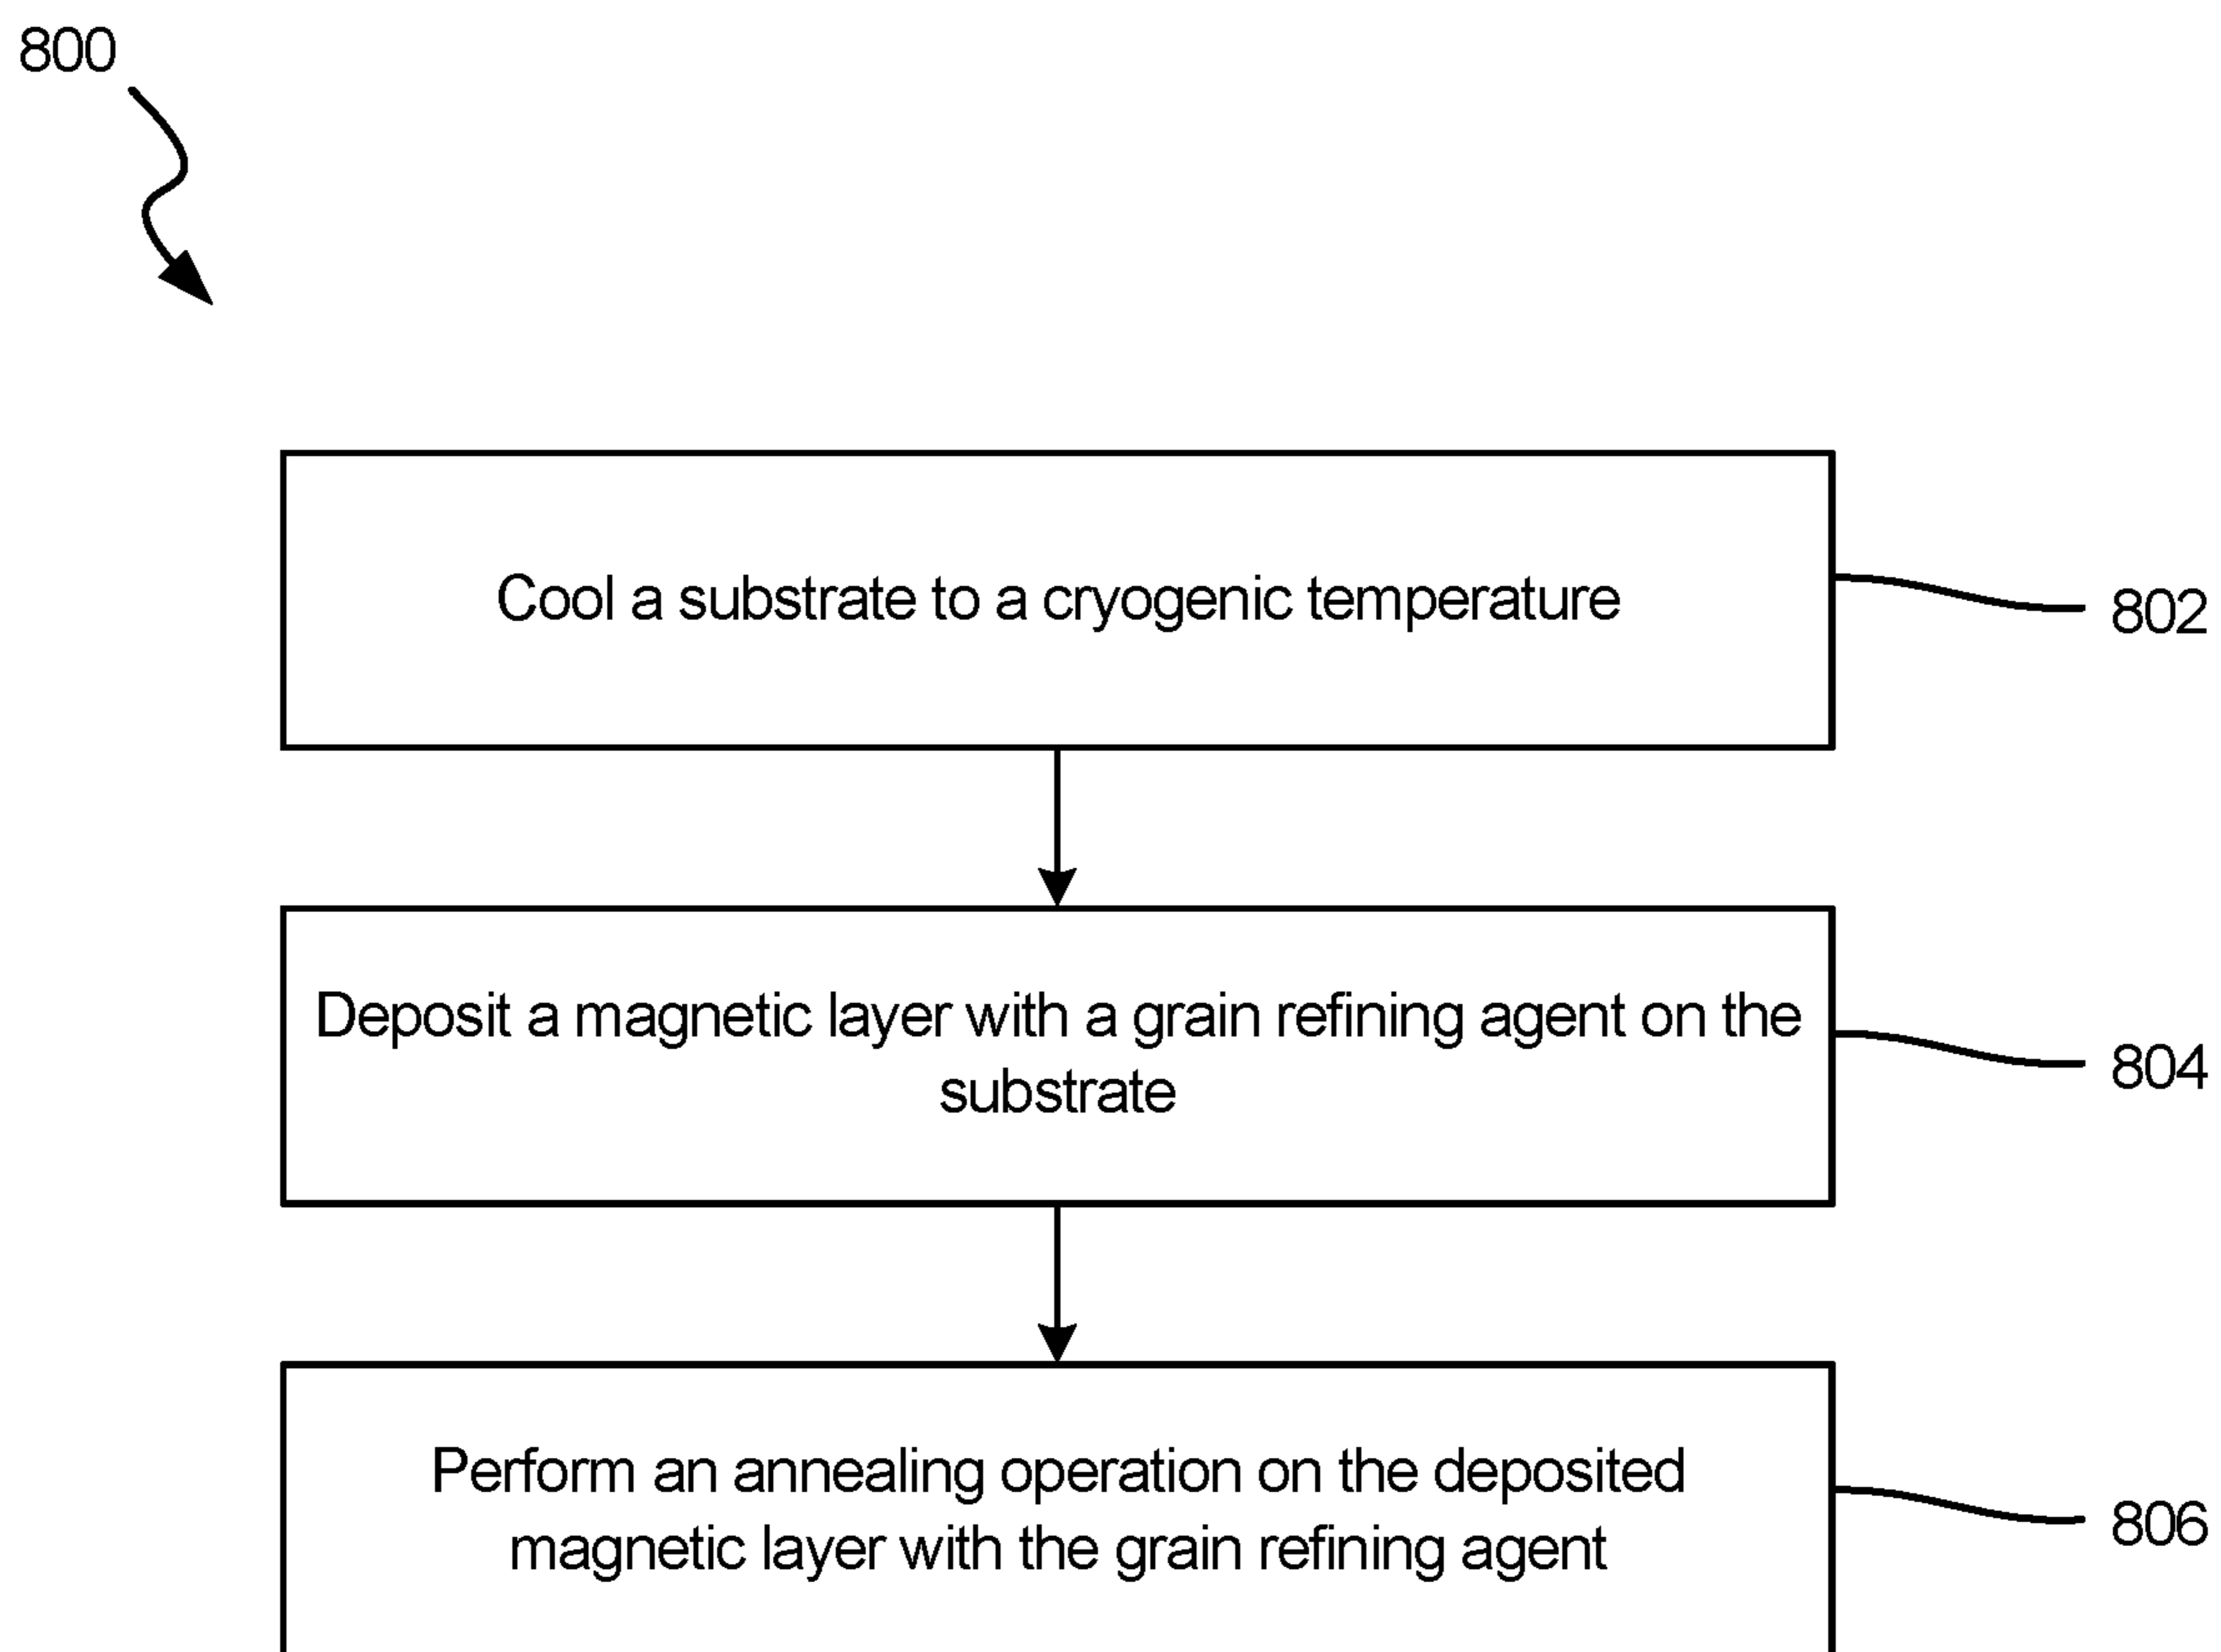 800
Cool a substrate to a cryogenic temperature
802
Deposit a magnetic layer with a grain refining agent on the
substrate
804
Perform an annealing operation on the deposited
magnetic layer with the grain refining agent
806